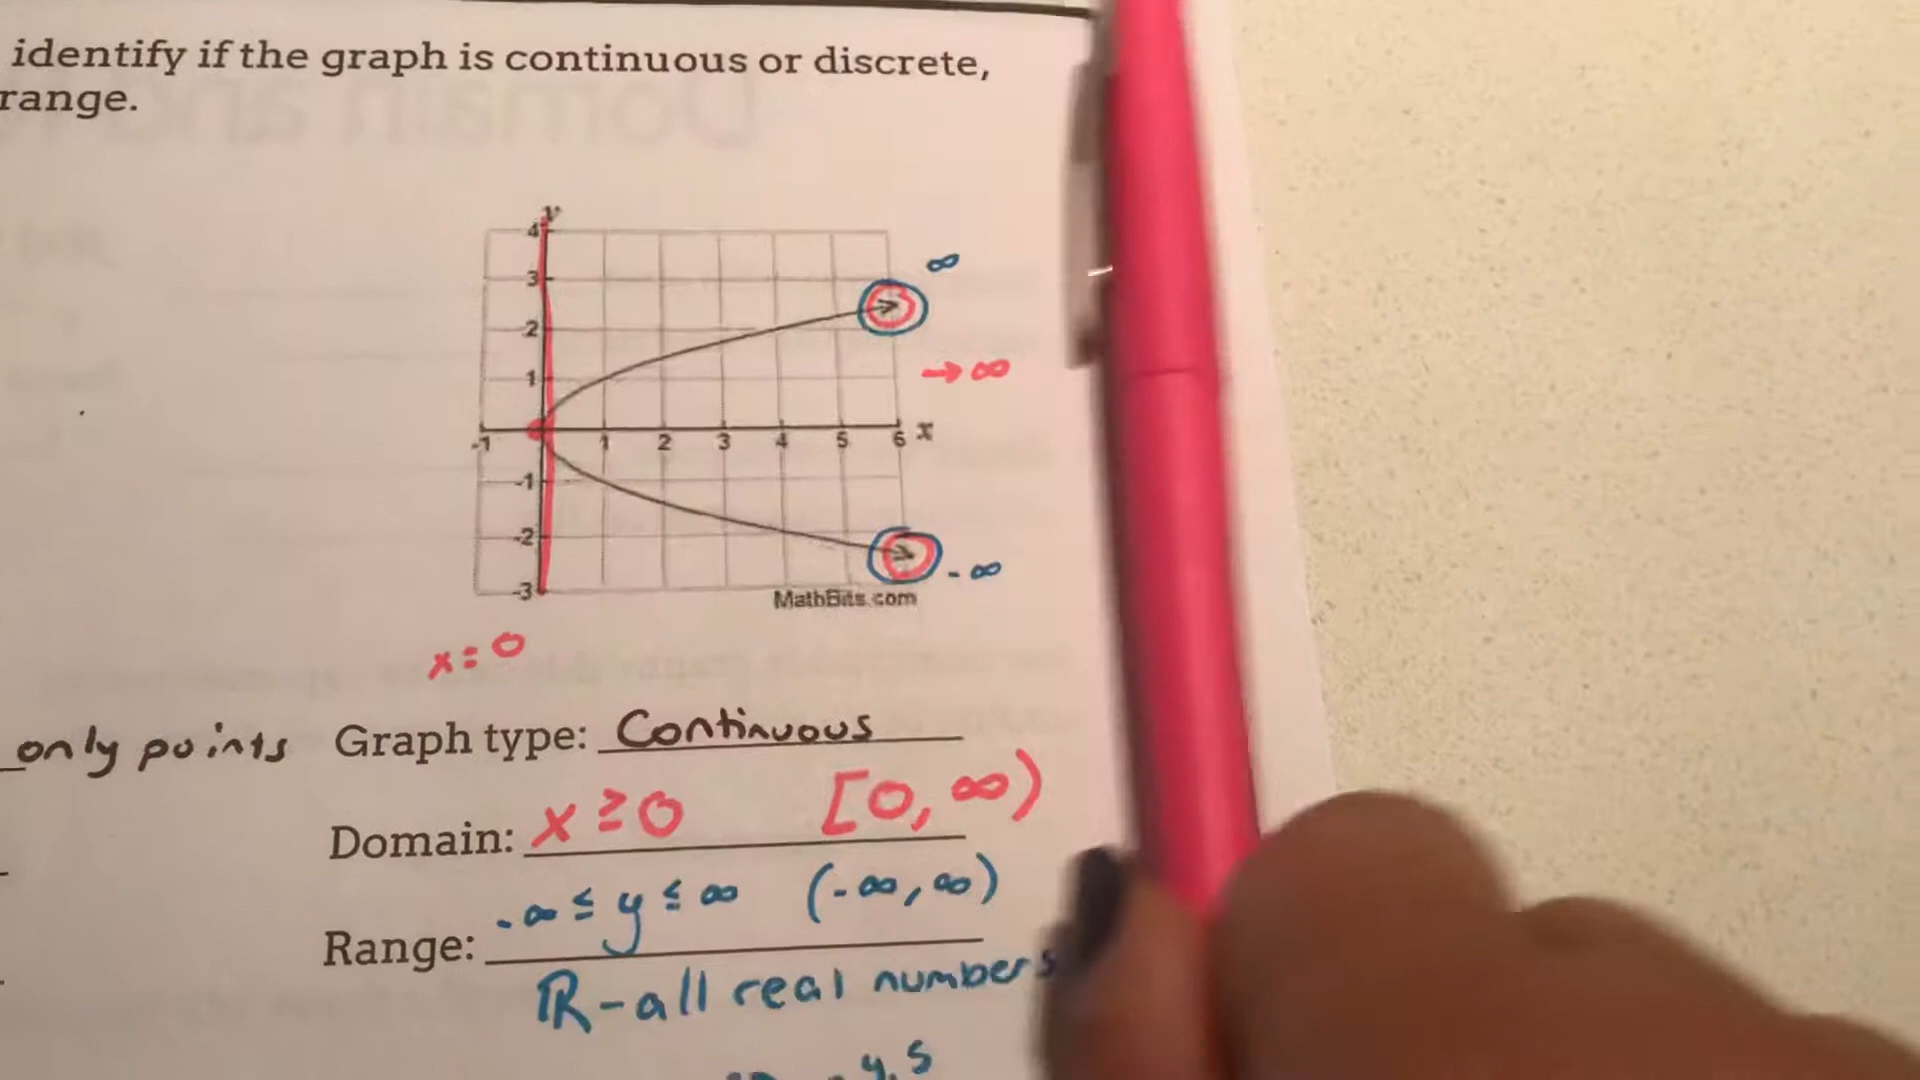 identify if the graph is continuous or discrete,
range.
y
4
3
2
1
-1
1
2
3
4
5
6
x
-1
-2
-3
∞
→ ∞
-∞
MathBits.com
x = 0
only points
Graph type: Continuous
Domain: x ≥ 0 [0, ∞)
Range: -∞ ≤ y ≤ ∞ (-∞, ∞)
ℝ - all real numbers
y's